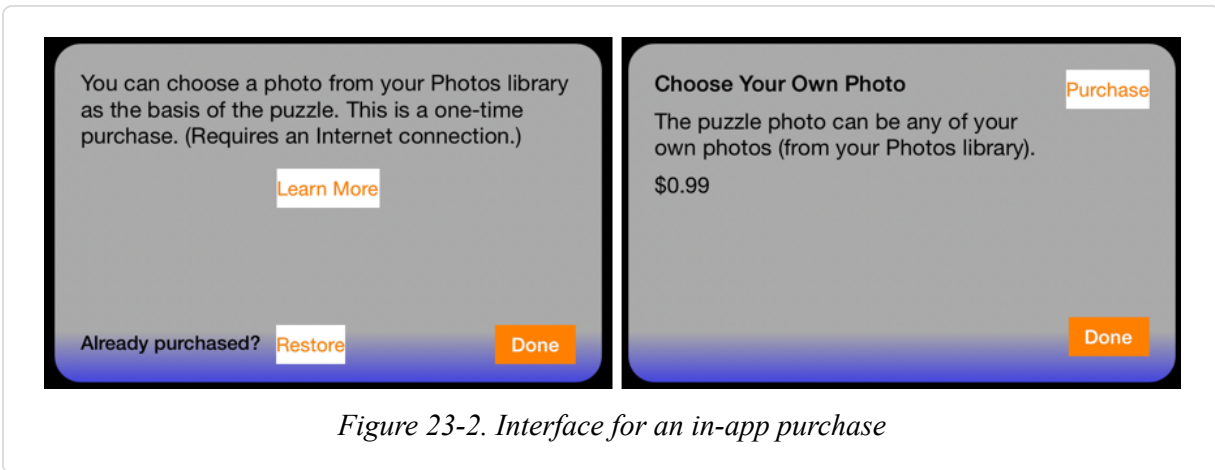 You can choose a photo from your Photos library
as the basis of the puzzle. This is a one-time
purchase. (Requires an Internet connection.)
Learn More
Already purchased? Restore Done
Choose Your Own Photo Purchase
The puzzle photo can be any of your
own photos (from your Photos library).
$0.99
Done
Figure 23-2. Interface for an in-app purchase